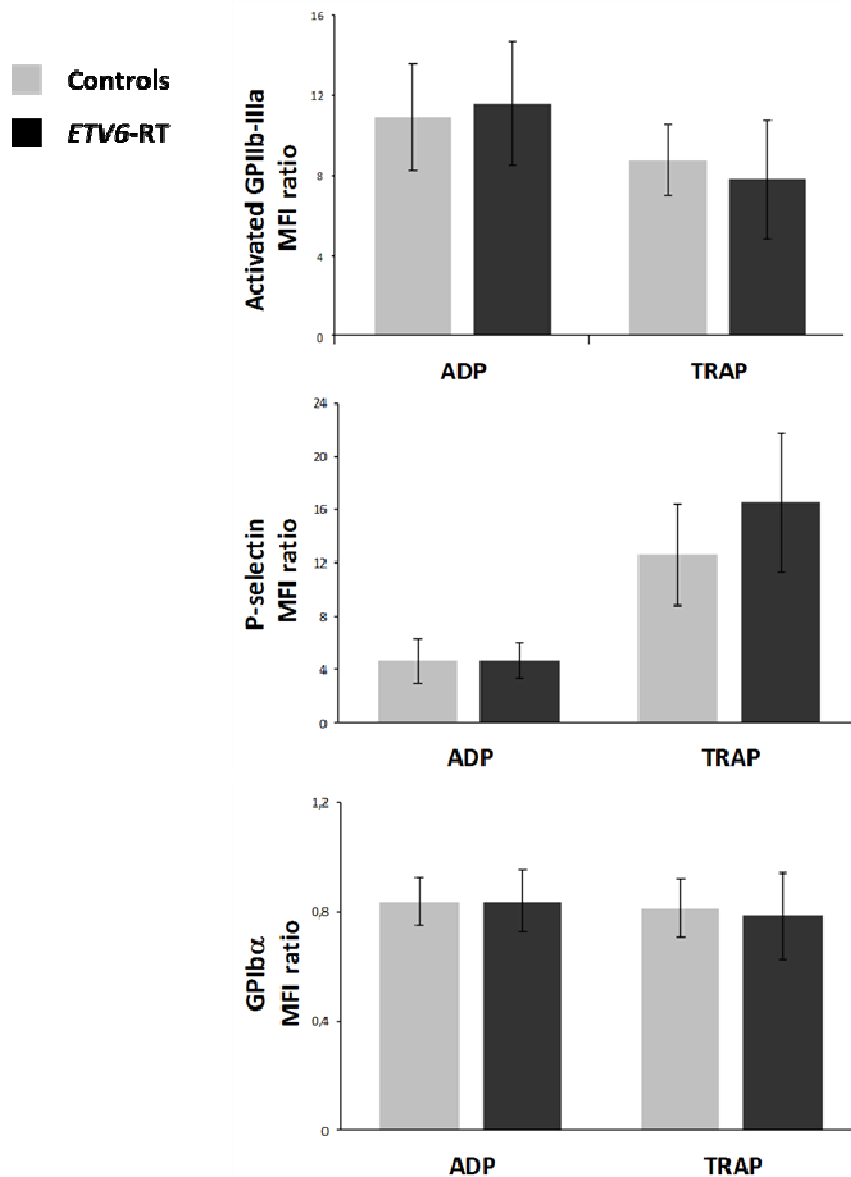 Controls
ETV6-RT
Activated GPIIb-IIIa
MFI ratio
16
12
8
4
0
ADP TRAP
P-selectin
MFI ratio
24
20
16
12
8
4
0
ADP TRAP
GPIbα
MFI ratio
1,2
0,8
0,4
0
ADP TRAP